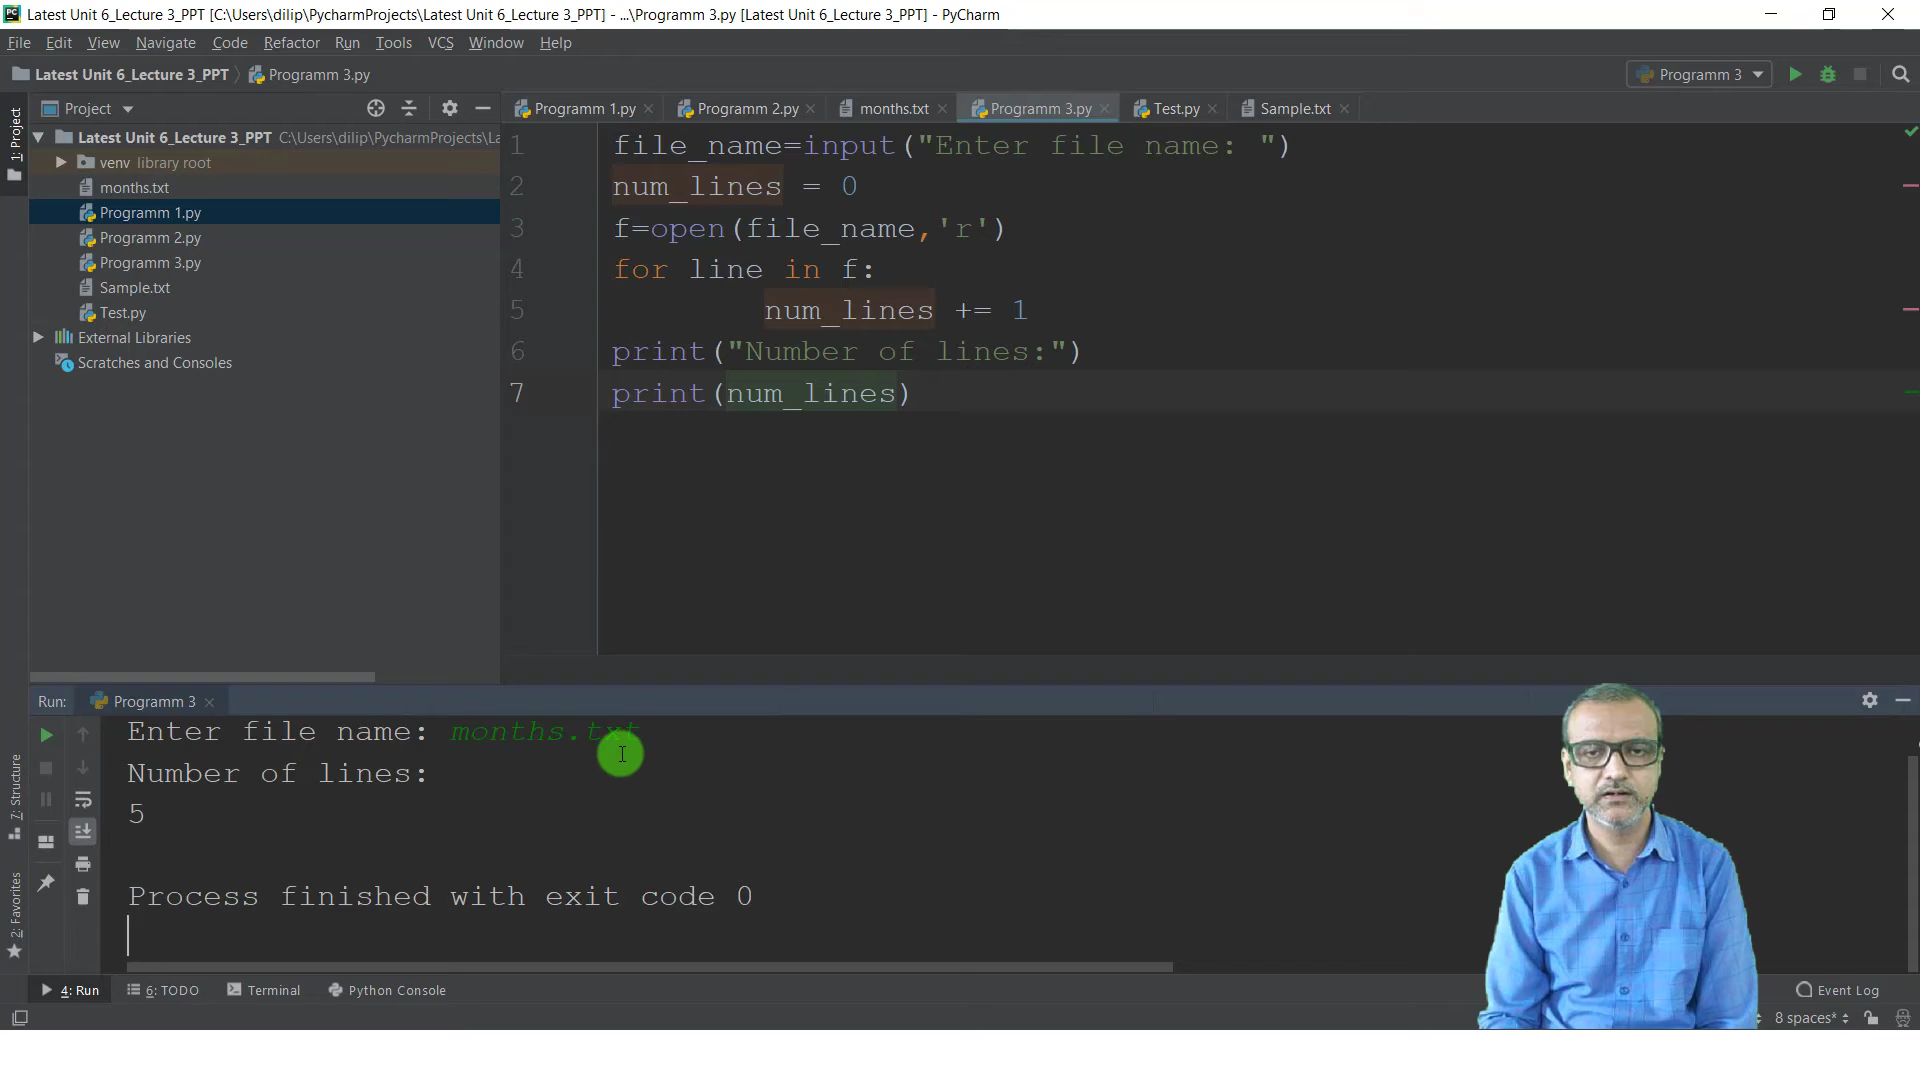 Latest Unit 6_Lecture 3_PPT [C:\Users\dilip\PycharmProjects\Latest Unit 6_Lecture 3_PPT] - ...\Programm 3.py [Latest Unit 6_Lecture 3_PPT] - PyCharm
File Edit View Navigate Code Refactor Run Tools VCS Window Help
Latest Unit 6_Lecture 3_PPT Programm 3.py Programm 3
1: Project
Project
Programm 1.py Programm 2.py months.txt Programm 3.py Test.py Sample.txt
Latest Unit 6_Lecture 3_PPT C:\Users\dilip\PycharmProjects\La
venv library root
months.txt
Programm 1.py
Programm 2.py
Programm 3.py
Sample.txt
Test.py
External Libraries
Scratches and Consoles
1 file_name=input("Enter file name: ")
2 num_lines = 0
3 f=open(file_name,'r')
4 for line in f:
5 num_lines += 1
6 print("Number of lines:")
7 print(num_lines)
Run: Programm 3
Enter file name: months.txt
Number of lines:
5
Process finished with exit code 0
7: Structure
2: Favorites
4: Run 6: TODO Terminal Python Console Event Log
8 spaces*